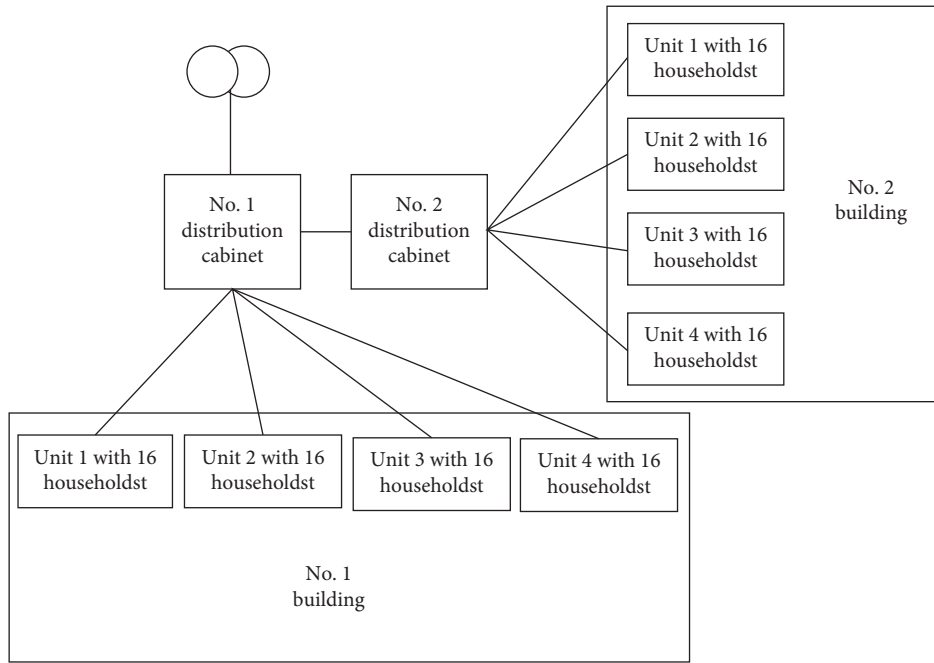 No. 1
distribution
cabinet
No. 2
distribution
cabinet
Unit 1 with 16
householdst
Unit 2 with 16
householdst
Unit 3 with 16
householdst
Unit 4 with 16
householdst
No. 2
building
Unit 1 with 16
householdst
Unit 2 with 16
householdst
Unit 3 with 16
householdst
Unit 4 with 16
householdst
No. 1
building